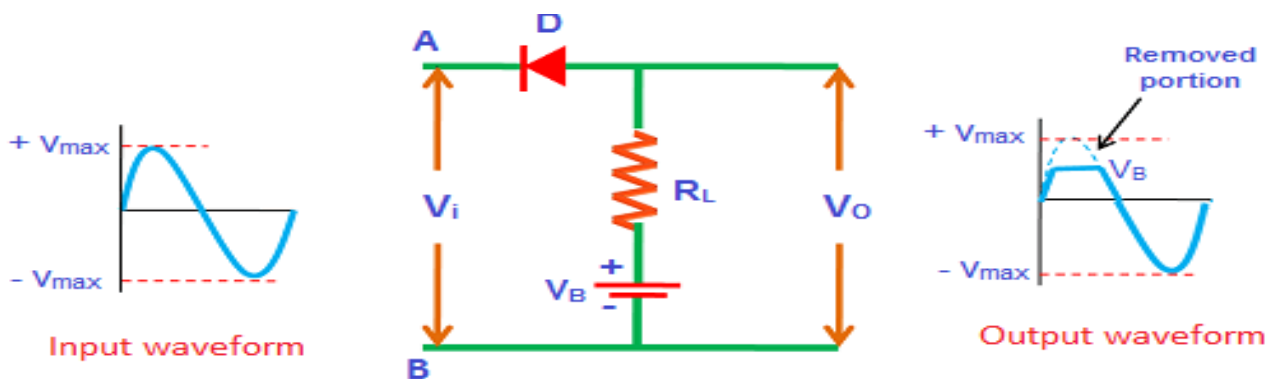 + Vmax
- Vmax
Input waveform
A
D
Vi
RL
VO
+
VB
-
B
Removed
portion
+ Vmax
VB
- Vmax
Output waveform